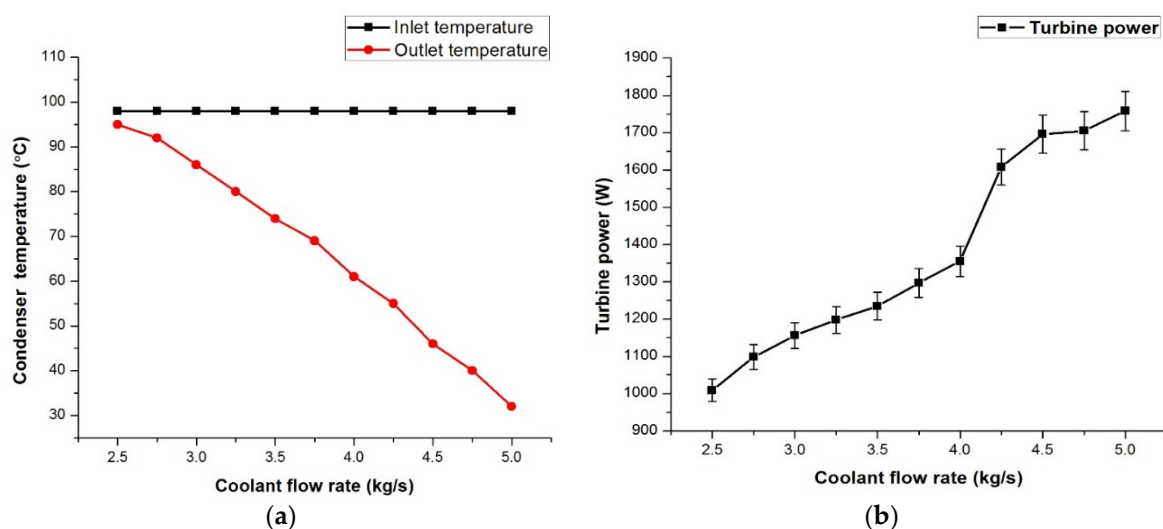 Inlet temperature
Outlet temperature
110
100
90
80
70
60
50
40
30
Condenser temperature (°C)
2.5 3.0 3.5 4.0 4.5 5.0
Coolant flow rate (kg/s)
(a)
Turbine power
1900
1800
1700
1600
1500
1400
1300
1200
1100
1000
900
Turbine power (W)
2.5 3.0 3.5 4.0 4.5 5.0
Coolant flow rate (kg/s)
(b)